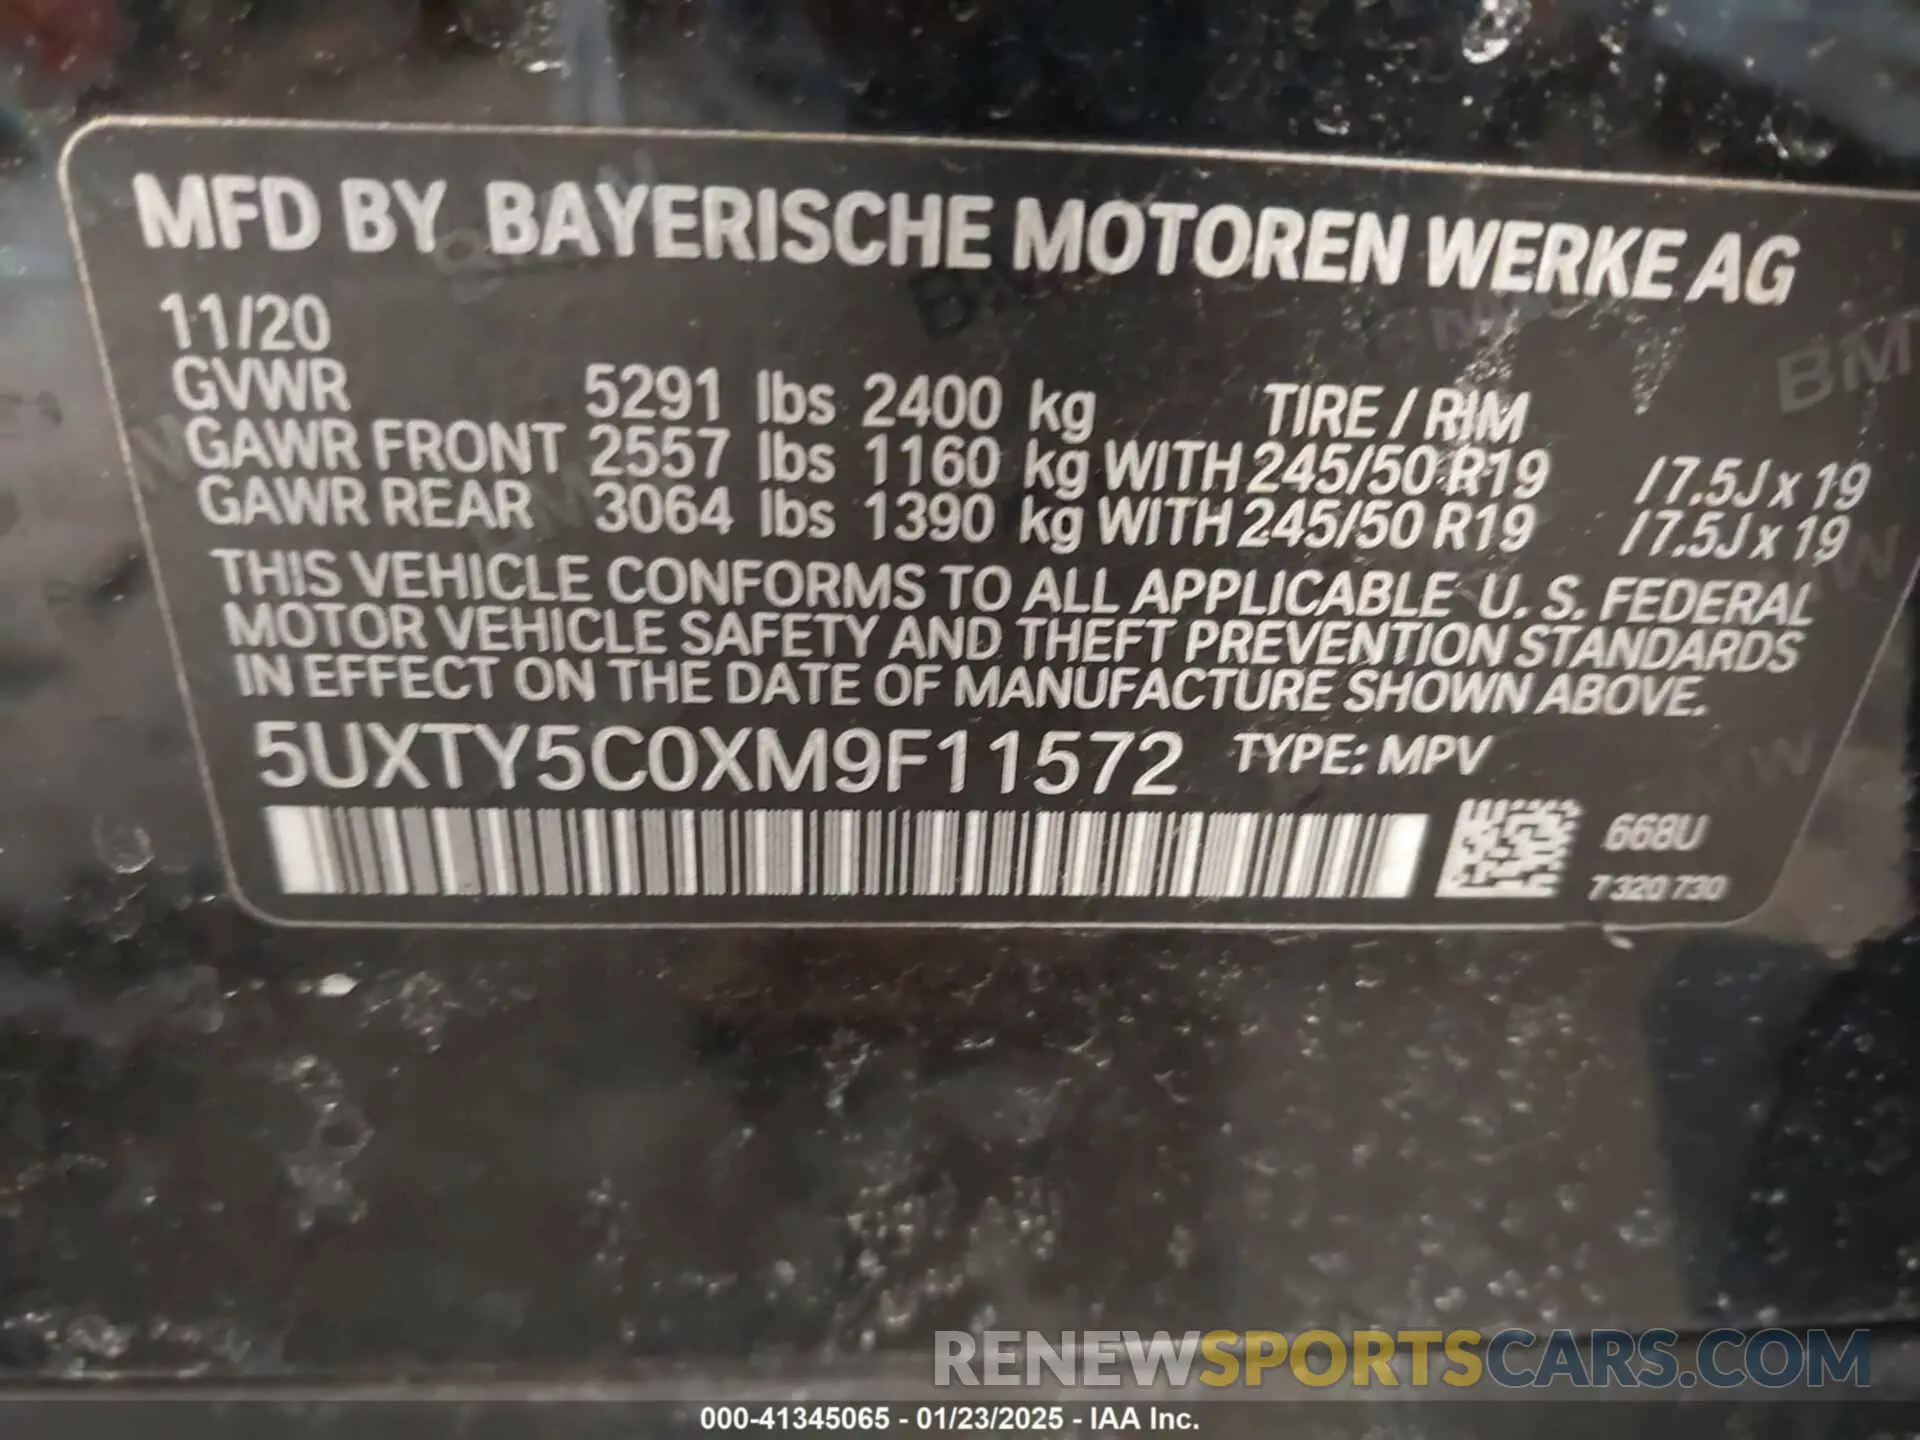 MFD BY BAYERISCHE MOTOREN WERKE AG
11/20
GVWR 5291 lbs 2400 kg TIRE / RIM
GAWR FRONT 2557 lbs 1160 kg WITH 245/50 R19 /7.5J x 19
GAWR REAR 3064 lbs 1390 kg WITH 245/50 R19 /7.5J x 19
THIS VEHICLE CONFORMS TO ALL APPLICABLE U. S. FEDERAL
MOTOR VEHICLE SAFETY AND THEFT PREVENTION STANDARDS
IN EFFECT ON THE DATE OF MANUFACTURE SHOWN ABOVE.
5UXTY5C0XM9F11572 TYPE: MPV
668U
7 320 730
RENEWSPORTSCARS.COM
000-41345065 - 01/23/2025 - IAA Inc.